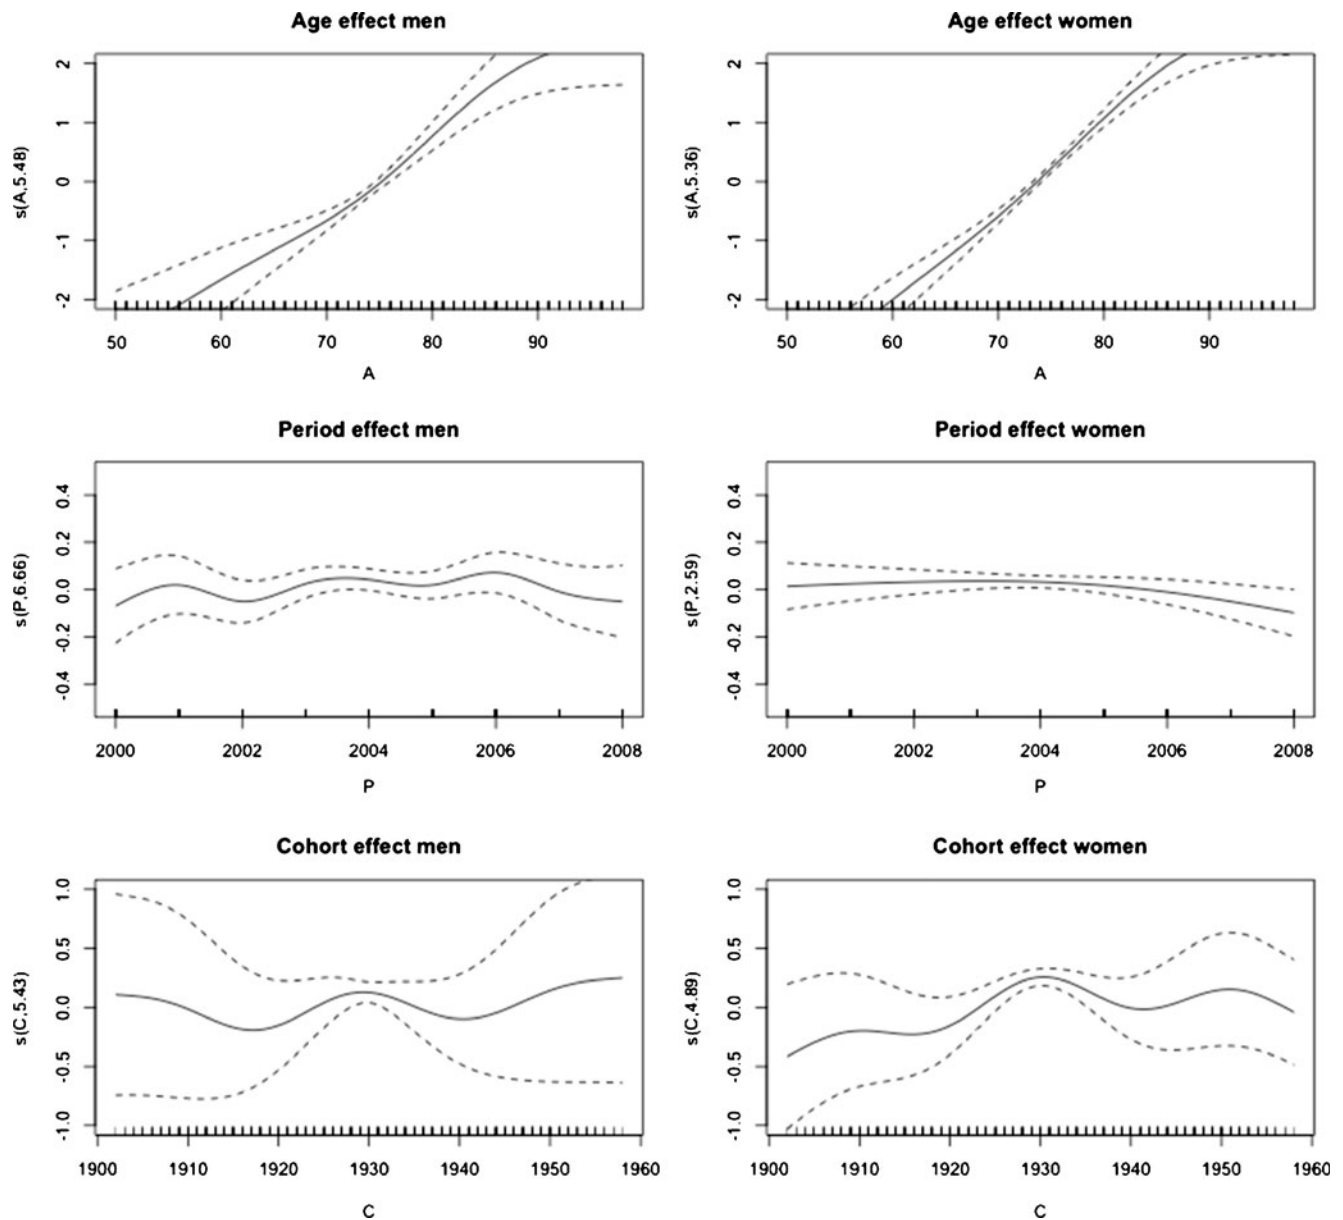 Age effect men
s(A,5.48)
2
1
0
-1
-2
50 60 70 80 90
A
Age effect women
s(A,5.36)
2
1
0
-1
-2
50 60 70 80 90
A
Period effect men
s(P,6.66)
0.4
0.2
0.0
-0.2
-0.4
2000 2002 2004 2006 2008
P
Period effect women
s(P,2.59)
0.4
0.2
0.0
-0.2
-0.4
2000 2002 2004 2006 2008
P
Cohort effect men
s(C,5.43)
1.0
0.5
0.0
-0.5
-1.0
1900 1910 1920 1930 1940 1950 1960
C
Cohort effect women
s(C,4.89)
1.0
0.5
0.0
-0.5
-1.0
1900 1910 1920 1930 1940 1950 1960
C